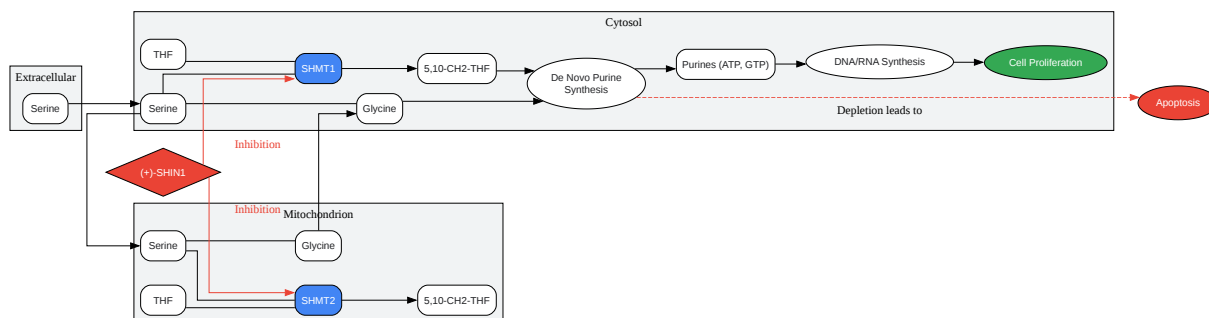 Cytosol
THF
SHMT1
5,10-CH2-THF
De Novo Purine
Synthesis
Purines (ATP, GTP)
DNA/RNA Synthesis
Cell Proliferation
Extracellular
Serine
Serine
Glycine
Depletion leads to
Apoptosis
Inhibition
(+)-SHIN1
Inhibition
Mitochondrion
Serine
Glycine
THF
SHMT2
5,10-CH2-THF